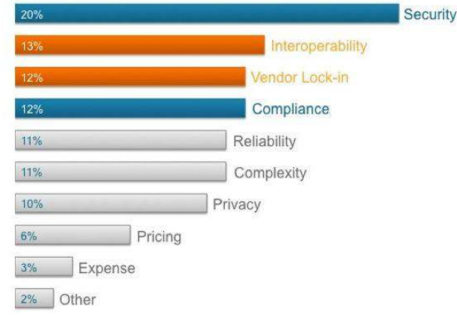 20% Security
13% Interoperability
12% Vendor Lock-in
12% Compliance
11% Reliability
11% Complexity
10% Privacy
6% Pricing
3% Expense
2% Other